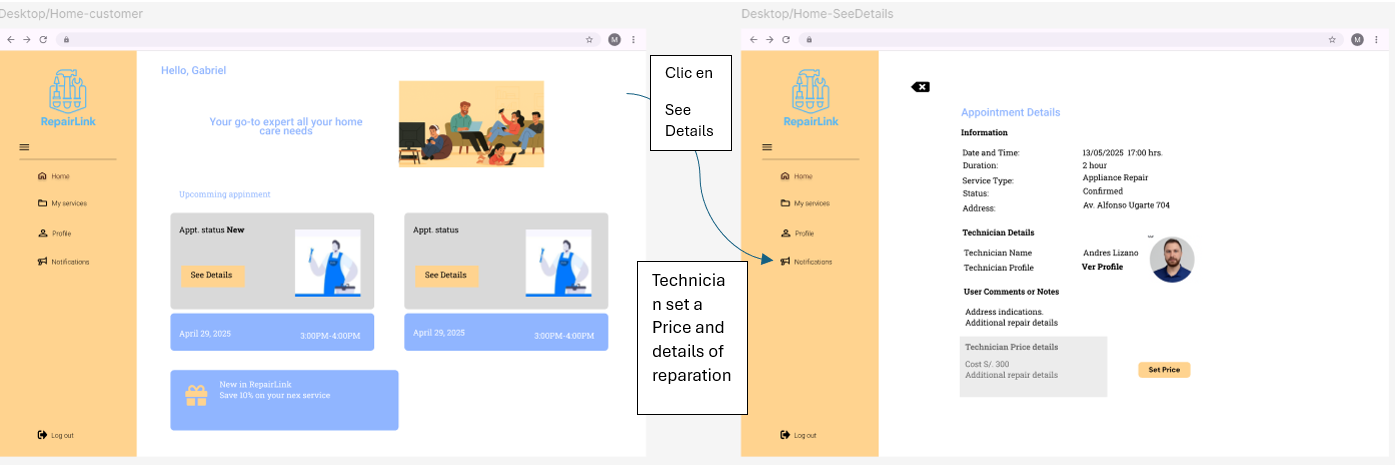 Desktop/Home-customer
M
RepairLink
Home
My services
Profile
Notifications
Log out
Hello, Gabriel
Your go-to expert all your home
care needs
Upcomming appinment
Appt. status New
See Details
April 29, 2025
3:00PM-4:00PM
Appt. status
See Details
April 29, 2025
3:00PM-4:00PM
New in RepairLink
Save 10% on your nex service
Clic en
See
Details
Technicia
n set a
Price and
details of
reparation
Desktop/Home-SeeDetails
M
RepairLink
Home
My services
Profile
Notifications
Log out
Appointment Details
Information
Date and Time: 13/05/2025 17:00 hrs.
Duration: 2 hour
Service Type: Appliance Repair
Status: Confirmed
Address: Av. Alfonso Ugarte 704
Technician Details
Technician Name Andres Lizano
Technician Profile Ver Profile
User Comments or Notes
Address indications.
Additional repair details
Technician Price details
Cost S/. 300
Additional repair details
Set Price